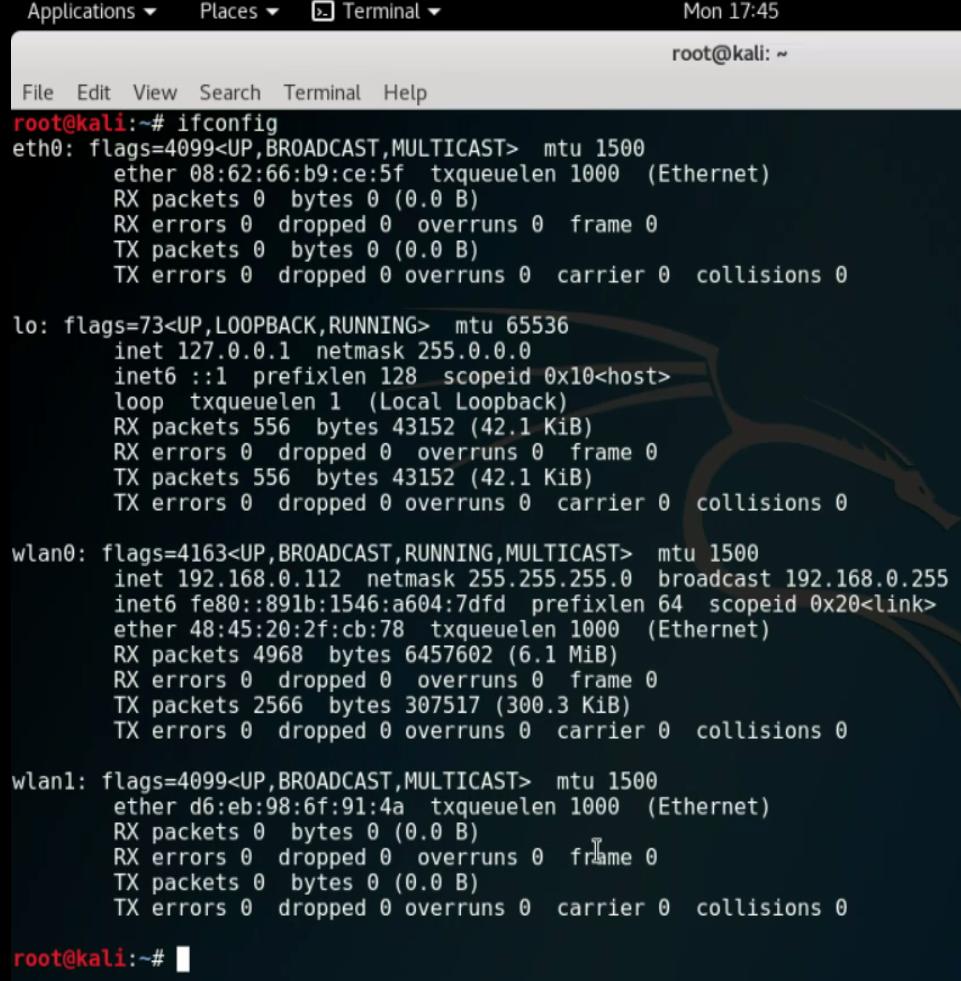 Applications Places Terminal Mon 17:45
root@kali: ~
File Edit View Search Terminal Help
root@kali:~# ifconfig
eth0: flags=4099<UP,BROADCAST,MULTICAST>  mtu 1500
        ether 08:62:66:b9:ce:5f  txqueuelen 1000  (Ethernet)
        RX packets 0  bytes 0 (0.0 B)
        RX errors 0  dropped 0  overruns 0  frame 0
        TX packets 0  bytes 0 (0.0 B)
        TX errors 0  dropped 0 overruns 0  carrier 0  collisions 0

lo: flags=73<UP,LOOPBACK,RUNNING>  mtu 65536
        inet 127.0.0.1  netmask 255.0.0.0
        inet6 ::1  prefixlen 128  scopeid 0x10<host>
        loop  txqueuelen 1  (Local Loopback)
        RX packets 556  bytes 43152 (42.1 KiB)
        RX errors 0  dropped 0  overruns 0  frame 0
        TX packets 556  bytes 43152 (42.1 KiB)
        TX errors 0  dropped 0 overruns 0  carrier 0  collisions 0

wlan0: flags=4163<UP,BROADCAST,RUNNING,MULTICAST>  mtu 1500
        inet 192.168.0.112  netmask 255.255.255.0  broadcast 192.168.0.255
        inet6 fe80::891b:1546:a604:7dfd  prefixlen 64  scopeid 0x20<link>
        ether 48:45:20:2f:cb:78  txqueuelen 1000  (Ethernet)
        RX packets 4968  bytes 6457602 (6.1 MiB)
        RX errors 0  dropped 0  overruns 0  frame 0
        TX packets 2566  bytes 307517 (300.3 KiB)
        TX errors 0  dropped 0 overruns 0  carrier 0  collisions 0

wlan1: flags=4099<UP,BROADCAST,MULTICAST>  mtu 1500
        ether d6:eb:98:6f:91:4a  txqueuelen 1000  (Ethernet)
        RX packets 0  bytes 0 (0.0 B)
        RX errors 0  dropped 0  overruns 0  frame 0
        TX packets 0  bytes 0 (0.0 B)
        TX errors 0  dropped 0 overruns 0  carrier 0  collisions 0

root@kali:~#